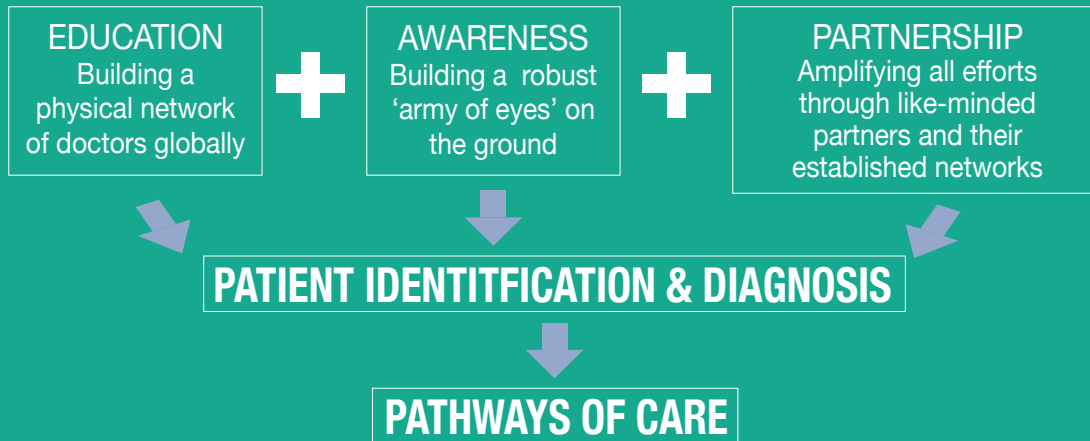 EDUCATION
Building a
physical network
of doctors globally
AWARENESS
Building a robust
‘army of eyes’ on
the ground
PARTNERSHIP
Amplifying all efforts
through like-minded
partners and their
established networks
PATIENT IDENTITFICATION & DIAGNOSIS
PATHWAYS OF CARE